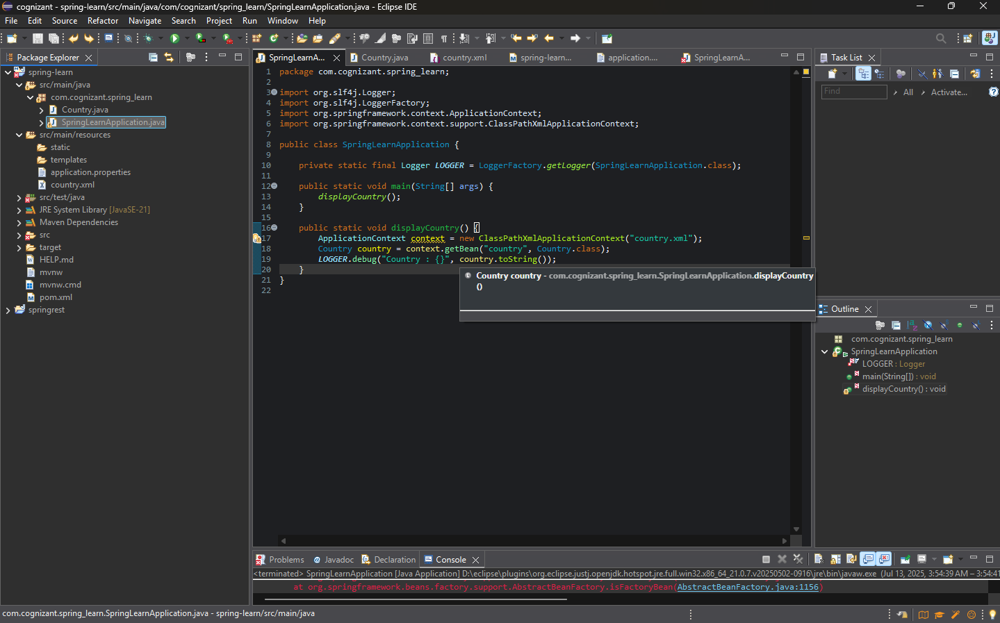 cognizant - spring-learn/src/main/java/com/cognizant/spring_learn/SpringLearnApplication.java - Eclipse IDE
File Edit Source Refactor Navigate Search Project Run Window Help
Package Explorer
spring-learn
src/main/java
com.cognizant.spring_learn
Country.java
SpringLearnApplication.java
src/main/resources
static
templates
application.properties
country.xml
src/test/java
JRE System Library [JavaSE-21]
Maven Dependencies
src
target
HELP.md
mvnw
mvnw.cmd
pom.xml
springrest
SpringLearnA... Country.java country.xml spring-learn... application.... SpringLearnA...
1 package com.cognizant.spring_learn;
2
3 import org.slf4j.Logger;
4 import org.slf4j.LoggerFactory;
5 import org.springframework.context.ApplicationContext;
6 import org.springframework.context.support.ClassPathXmlApplicationContext;
7
8 public class SpringLearnApplication {
9
10 private static final Logger LOGGER = LoggerFactory.getLogger(SpringLearnApplication.class);
11
12 public static void main(String[] args) {
13 displayCountry();
14 }
15
16 public static void displayCountry() {
17 ApplicationContext context = new ClassPathXmlApplicationContext("country.xml");
18 Country country = context.getBean("country", Country.class);
19 LOGGER.debug("Country : {}", country.toString());
20 }
21 }
22
Country country - com.cognizant.spring_learn.SpringLearnApplication.displayCountry
()
Task List
Find All Activate...
Outline
com.cognizant.spring_learn
SpringLearnApplication
LOGGER : Logger
main(String[]) : void
displayCountry() : void
Problems Javadoc Declaration Console
<terminated> SpringLearnApplication [Java Application] D:\eclipse\plugins\org.eclipse.justj.openjdk.hotspot.jre.full.win32.x86_64_21.0.7.v20250502-0916\jre\bin\javaw.exe (Jul 13, 2025, 3:54:39 AM – 3:54:41
at org.springframework.beans.factory.support.AbstractBeanFactory.isFactoryBean(AbstractBeanFactory.java:1156)
com.cognizant.spring_learn.SpringLearnApplication.java - spring-learn/src/main/java